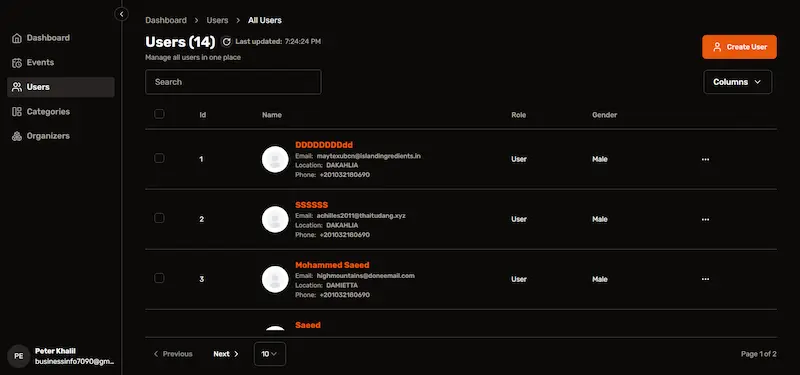 Dashboard
Events
Users
Categories
Organizers
PE
Peter Khalil
businessinfo7090@gm...
Dashboard > Users > All Users
Users (14) Last updated: 7:24:24 PM
Manage all users in one place
Create User
Search
Columns
Id Name Role Gender
1
DDDDDDDDdd
Email: maytexubcn@islandingredients.in
Location: DAKAHLIA
Phone: +201032180690
User Male ...
2
SSSSSS
Email: achilles2011@thaitudang.xyz
Location: DAKAHLIA
Phone: +201032180690
User Male ...
3
Mohammed Saeed
Email: highmountains@doneemail.com
Location: DAMIETTA
Phone: +201032180690
User Male ...
Saeed
Previous Next 10 Page 1 of 2